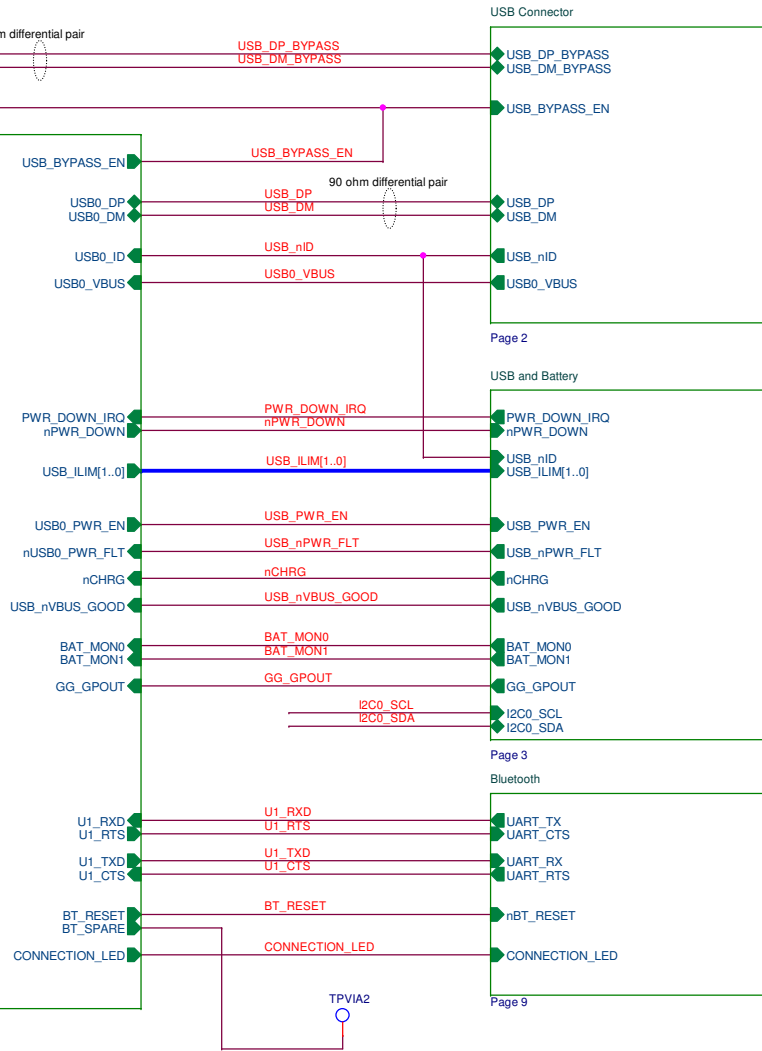 USB Connector
m differential pair
USB_DP_BYPASS
USB_DM_BYPASS
USB_DP_BYPASS
USB_DM_BYPASS
USB_BYPASS_EN
USB_BYPASS_EN
USB_BYPASS_EN
90 ohm differential pair
USB0_DP
USB_DP
USB_DP
USB0_DM
USB_DM
USB_DM
USB0_ID
USB_nID
USB_nID
USB0_VBUS
USB0_VBUS
USB0_VBUS
Page 2
USB and Battery
PWR_DOWN_IRQ
PWR_DOWN_IRQ
PWR_DOWN_IRQ
nPWR_DOWN
nPWR_DOWN
nPWR_DOWN
USB_nID
USB_ILIM[1..0]
USB_ILIM[1..0]
USB_ILIM[1..0]
USB0_PWR_EN
USB_PWR_EN
USB_PWR_EN
nUSB0_PWR_FLT
USB_nPWR_FLT
USB_nPWR_FLT
nCHRG
nCHRG
nCHRG
USB_nVBUS_GOOD
USB_nVBUS_GOOD
USB_nVBUS_GOOD
BAT_MON0
BAT_MON0
BAT_MON0
BAT_MON1
BAT_MON1
BAT_MON1
GG_GPOUT
GG_GPOUT
GG_GPOUT
I2C0_SCL
I2C0_SCL
I2C0_SDA
I2C0_SDA
Page 3
Bluetooth
U1_RXD
U1_RXD
UART_TX
U1_RTS
U1_RTS
UART_CTS
U1_TXD
U1_TXD
UART_RX
U1_CTS
U1_CTS
UART_RTS
BT_RESET
BT_RESET
nBT_RESET
BT_SPARE
CONNECTION_LED
CONNECTION_LED
CONNECTION_LED
TPVIA2
Page 9